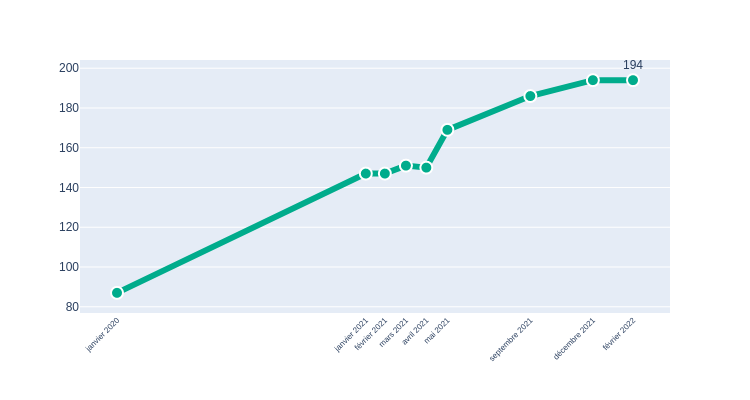 194
200
180
160
140
120
100
80
janvier 2020
janvier 2021
février 2021
mars 2021
avril 2021
mai 2021
septembre 2021
décembre 2021
février 2022